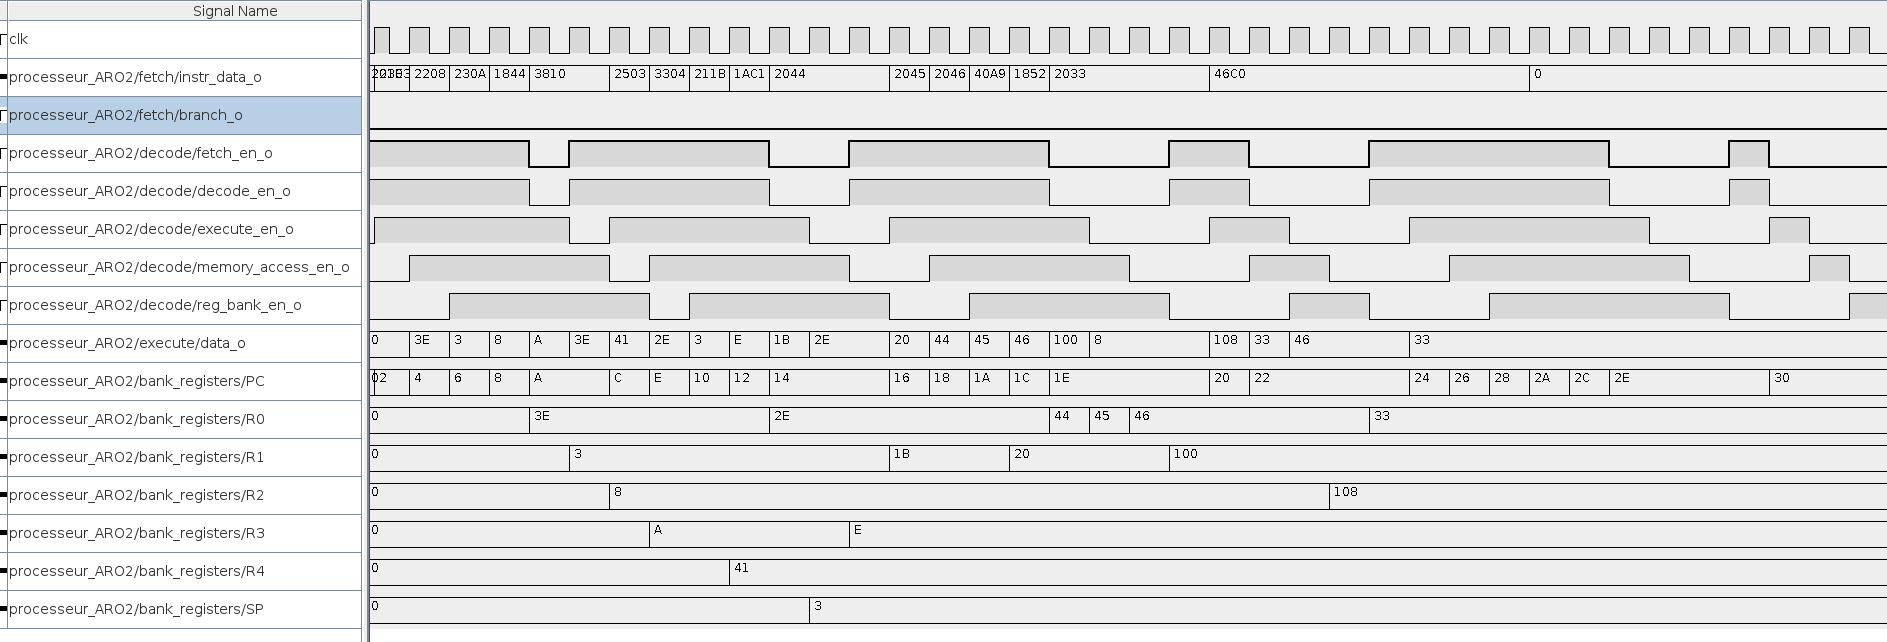 Signal Name
clk
processeur_ARO2/fetch/instr_data_o 2208 230A 1844 3810 2503 3304 211B 1AC1 2044 2045 2046 40A9 1852 2033 46C0 0
processeur_ARO2/fetch/branch_o
processeur_ARO2/decode/fetch_en_o
processeur_ARO2/decode/decode_en_o
processeur_ARO2/decode/execute_en_o
processeur_ARO2/decode/memory_access_en_o
processeur_ARO2/decode/reg_bank_en_o
processeur_ARO2/execute/data_o 0 3E 3 8 A 3E 41 2E 3 E 1B 2E 20 44 45 46 100 8 108 33 46 33
processeur_ARO2/bank_registers/PC 02 4 6 8 A C E 10 12 14 16 18 1A 1C 1E 20 22 24 26 28 2A 2C 2E 30
processeur_ARO2/bank_registers/R0 0 3E 2E 44 45 46 33
processeur_ARO2/bank_registers/R1 0 3 1B 20 100
processeur_ARO2/bank_registers/R2 0 8 108
processeur_ARO2/bank_registers/R3 0 A E
processeur_ARO2/bank_registers/R4 0 41
processeur_ARO2/bank_registers/SP 0 3